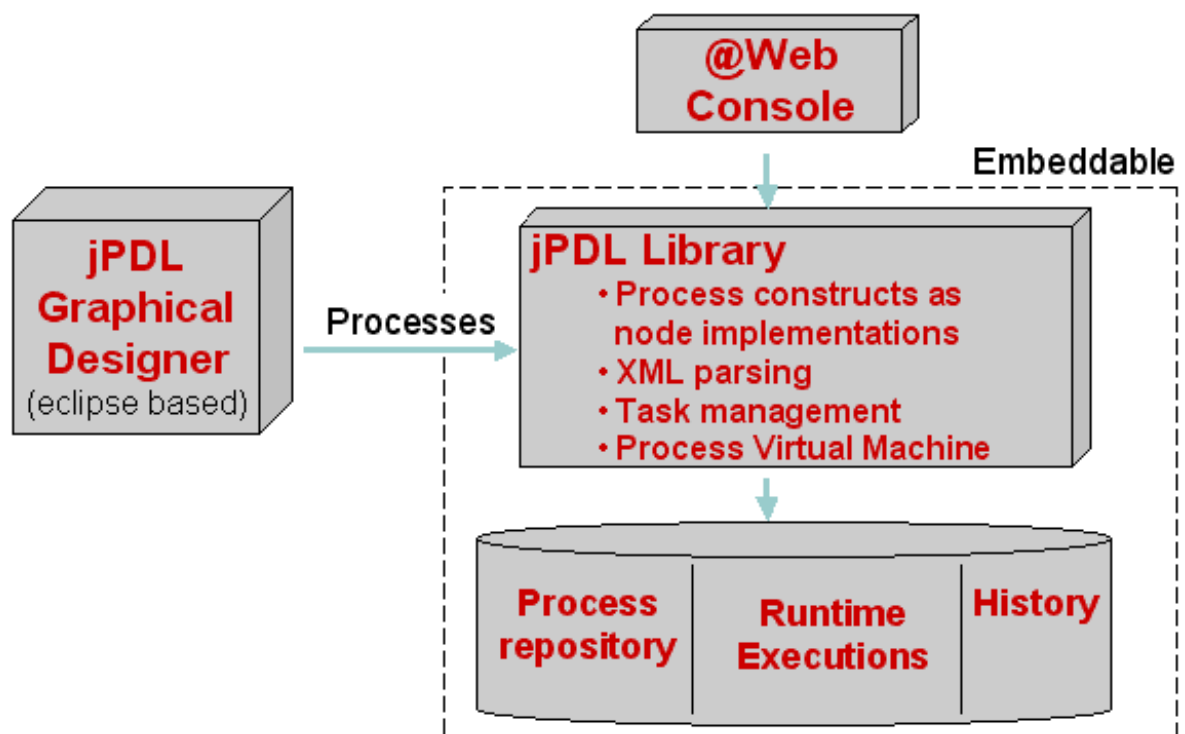 @Web
Console
Embeddable
jPDL
Graphical
Designer
(eclipse based)
Processes
jPDL Library
• Process constructs as
node implementations
• XML parsing
• Task management
• Process Virtual Machine
Process
repository
Runtime
Executions
History